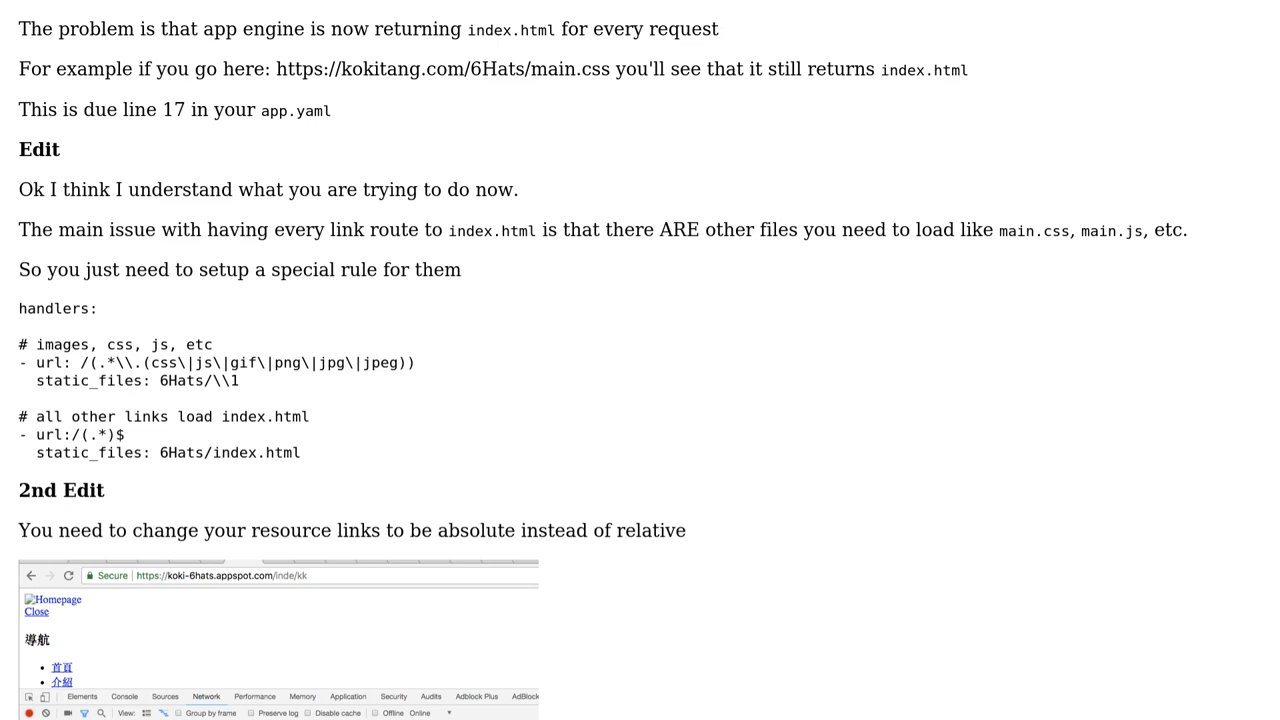 The problem is that app engine is now returning index.html for every request
For example if you go here: https://kokitang.com/6Hats/main.css you'll see that it still returns index.html
This is due line 17 in your app.yaml
Edit
Ok I think I understand what you are trying to do now.
The main issue with having every link route to index.html is that there ARE other files you need to load like main.css, main.js, etc.
So you just need to setup a special rule for them
handlers:
# images, css, js, etc
- url: /(.*\\.(css\|js\|gif\|png\|jpg\|jpeg))
  static_files: 6Hats/\\1
# all other links load index.html
- url:/(.*)$
  static_files: 6Hats/index.html
2nd Edit
You need to change your resource links to be absolute instead of relative
Secure | https://koki-6hats.appspot.com/inde/kk
Homepage
Close
導航
• 首頁
• 介紹
Elements Console Sources Network Performance Memory Application Security Audits Adblock Plus AdBlock
View: Group by frame Preserve log Disable cache Offline Online